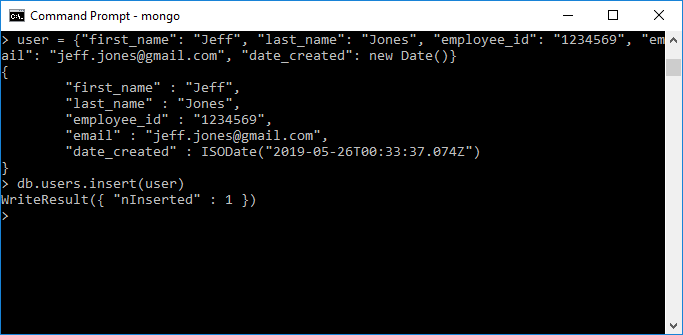 Command Prompt - mongo
> user = {"first_name": "Jeff", "last_name": "Jones", "employee_id": "1234569", "em
ail": "jeff.jones@gmail.com", "date_created": new Date()}
{
        "first_name" : "Jeff",
        "last_name" : "Jones",
        "employee_id" : "1234569",
        "email" : "jeff.jones@gmail.com",
        "date_created" : ISODate("2019-05-26T00:33:37.074Z")
}
> db.users.insert(user)
WriteResult({ "nInserted" : 1 })
>